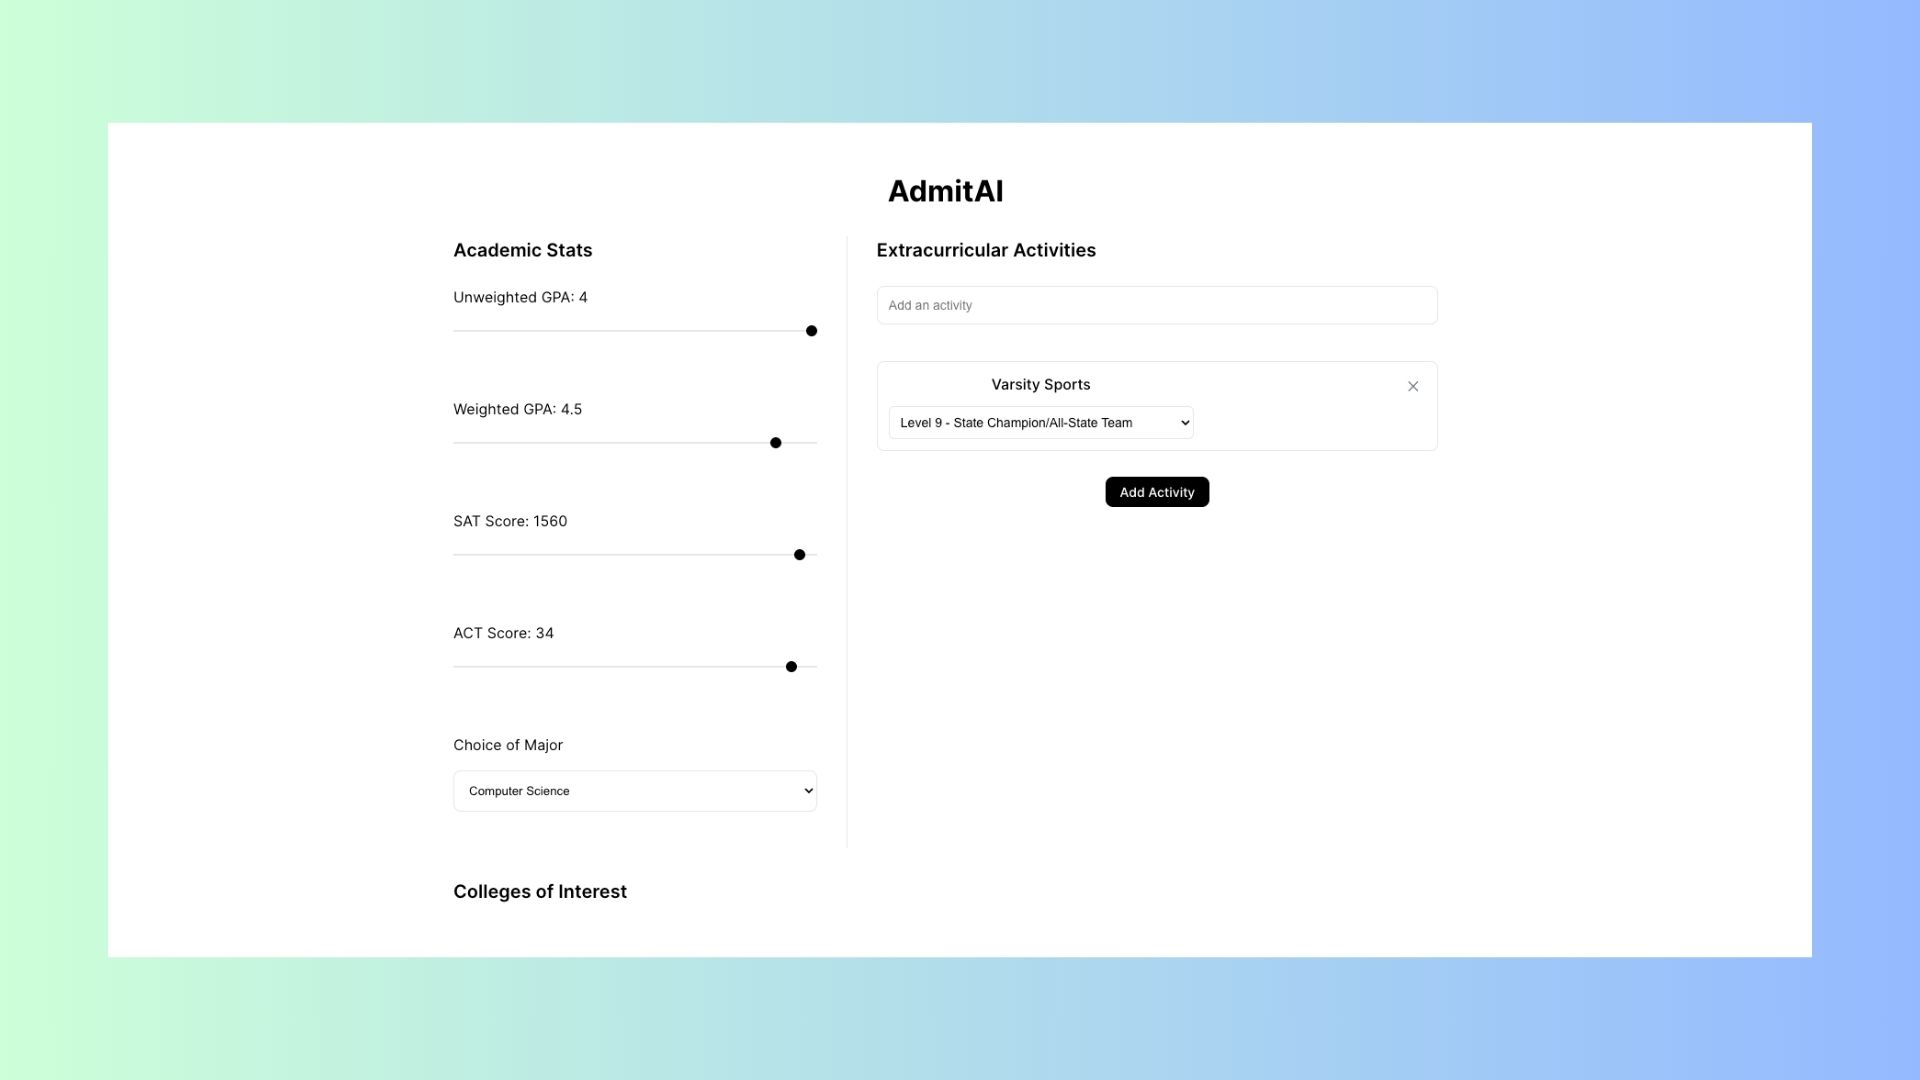 AdmitAI
Academic Stats
Unweighted GPA: 4
Weighted GPA: 4.5
SAT Score: 1560
ACT Score: 34
Choice of Major
Computer Science
Extracurricular Activities
Add an activity
Varsity Sports
Level 9 - State Champion/All-State Team
Add Activity
Colleges of Interest